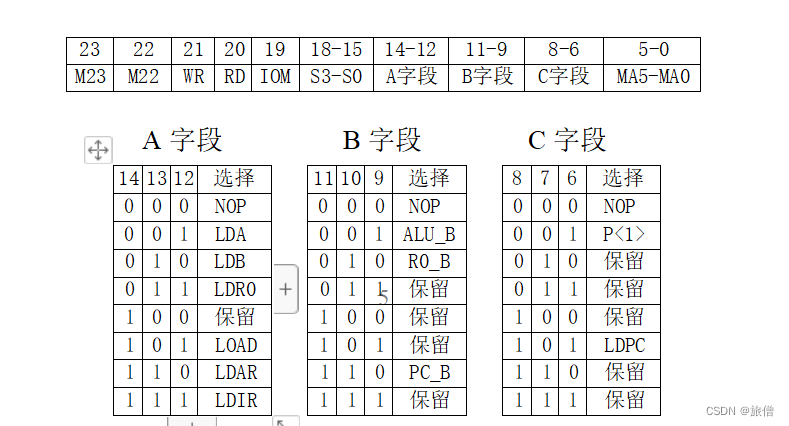 23 22 21 20 19 18-15 14-12 11-9 8-6 5-0
M23 M22 WR RD IOM S3-S0 A字段 B字段 C字段 MA5-MA0
A 字段 B 字段 C 字段
14 13 12 选择 11 10 9 选择 8 7 6 选择
0 0 0 NOP 0 0 0 NOP 0 0 0 NOP
0 0 1 LDA 0 0 1 ALU_B 0 0 1 P<1>
0 1 0 LDB 0 1 0 RO_B 0 1 0 保留
0 1 1 LDRO 0 1 1 保留 0 1 1 保留
5
1 0 0 保留 1 0 0 保留 1 0 0 保留
1 0 1 LOAD 1 0 1 保留 1 0 1 LDPC
1 1 0 LDAR 1 1 0 PC_B 1 1 0 保留
1 1 1 LDIR 1 1 1 保留 1 1 1 保留
CSDN @旅僧